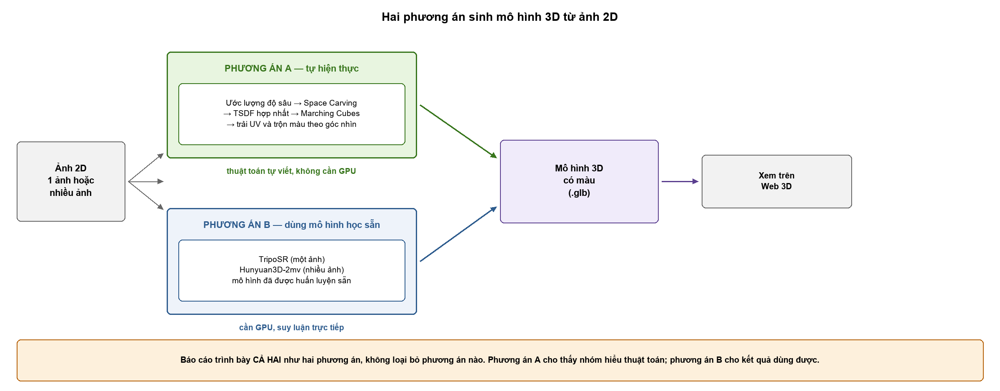 Hai phương án sinh mô hình 3D từ ảnh 2D
PHƯƠNG ÁN A — tự hiện thực
Ước lượng độ sâu → Space Carving
→ TSDF hợp nhất → Marching Cubes
→ trải UV và trộn màu theo góc nhìn
thuật toán tự viết, không cần GPU
Ảnh 2D
1 ảnh hoặc
nhiều ảnh
PHƯƠNG ÁN B — dùng mô hình học sẵn
TripoSR (một ảnh)
Hunyuan3D-2mv (nhiều ảnh)
mô hình đã được huấn luyện sẵn
cần GPU, suy luận trực tiếp
Mô hình 3D
có màu
(.glb)
Xem trên
Web 3D
Báo cáo trình bày CẢ HAI như hai phương án, không loại bỏ phương án nào. Phương án A cho thấy nhóm hiểu thuật toán; phương án B cho kết quả dùng được.